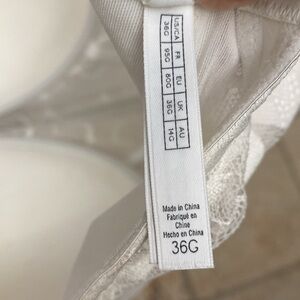 US/CA FR EU UK AU
36G 95G 80G 36G 14G
Made in China
Fabriqué en
Chine
Hecho en China
36G